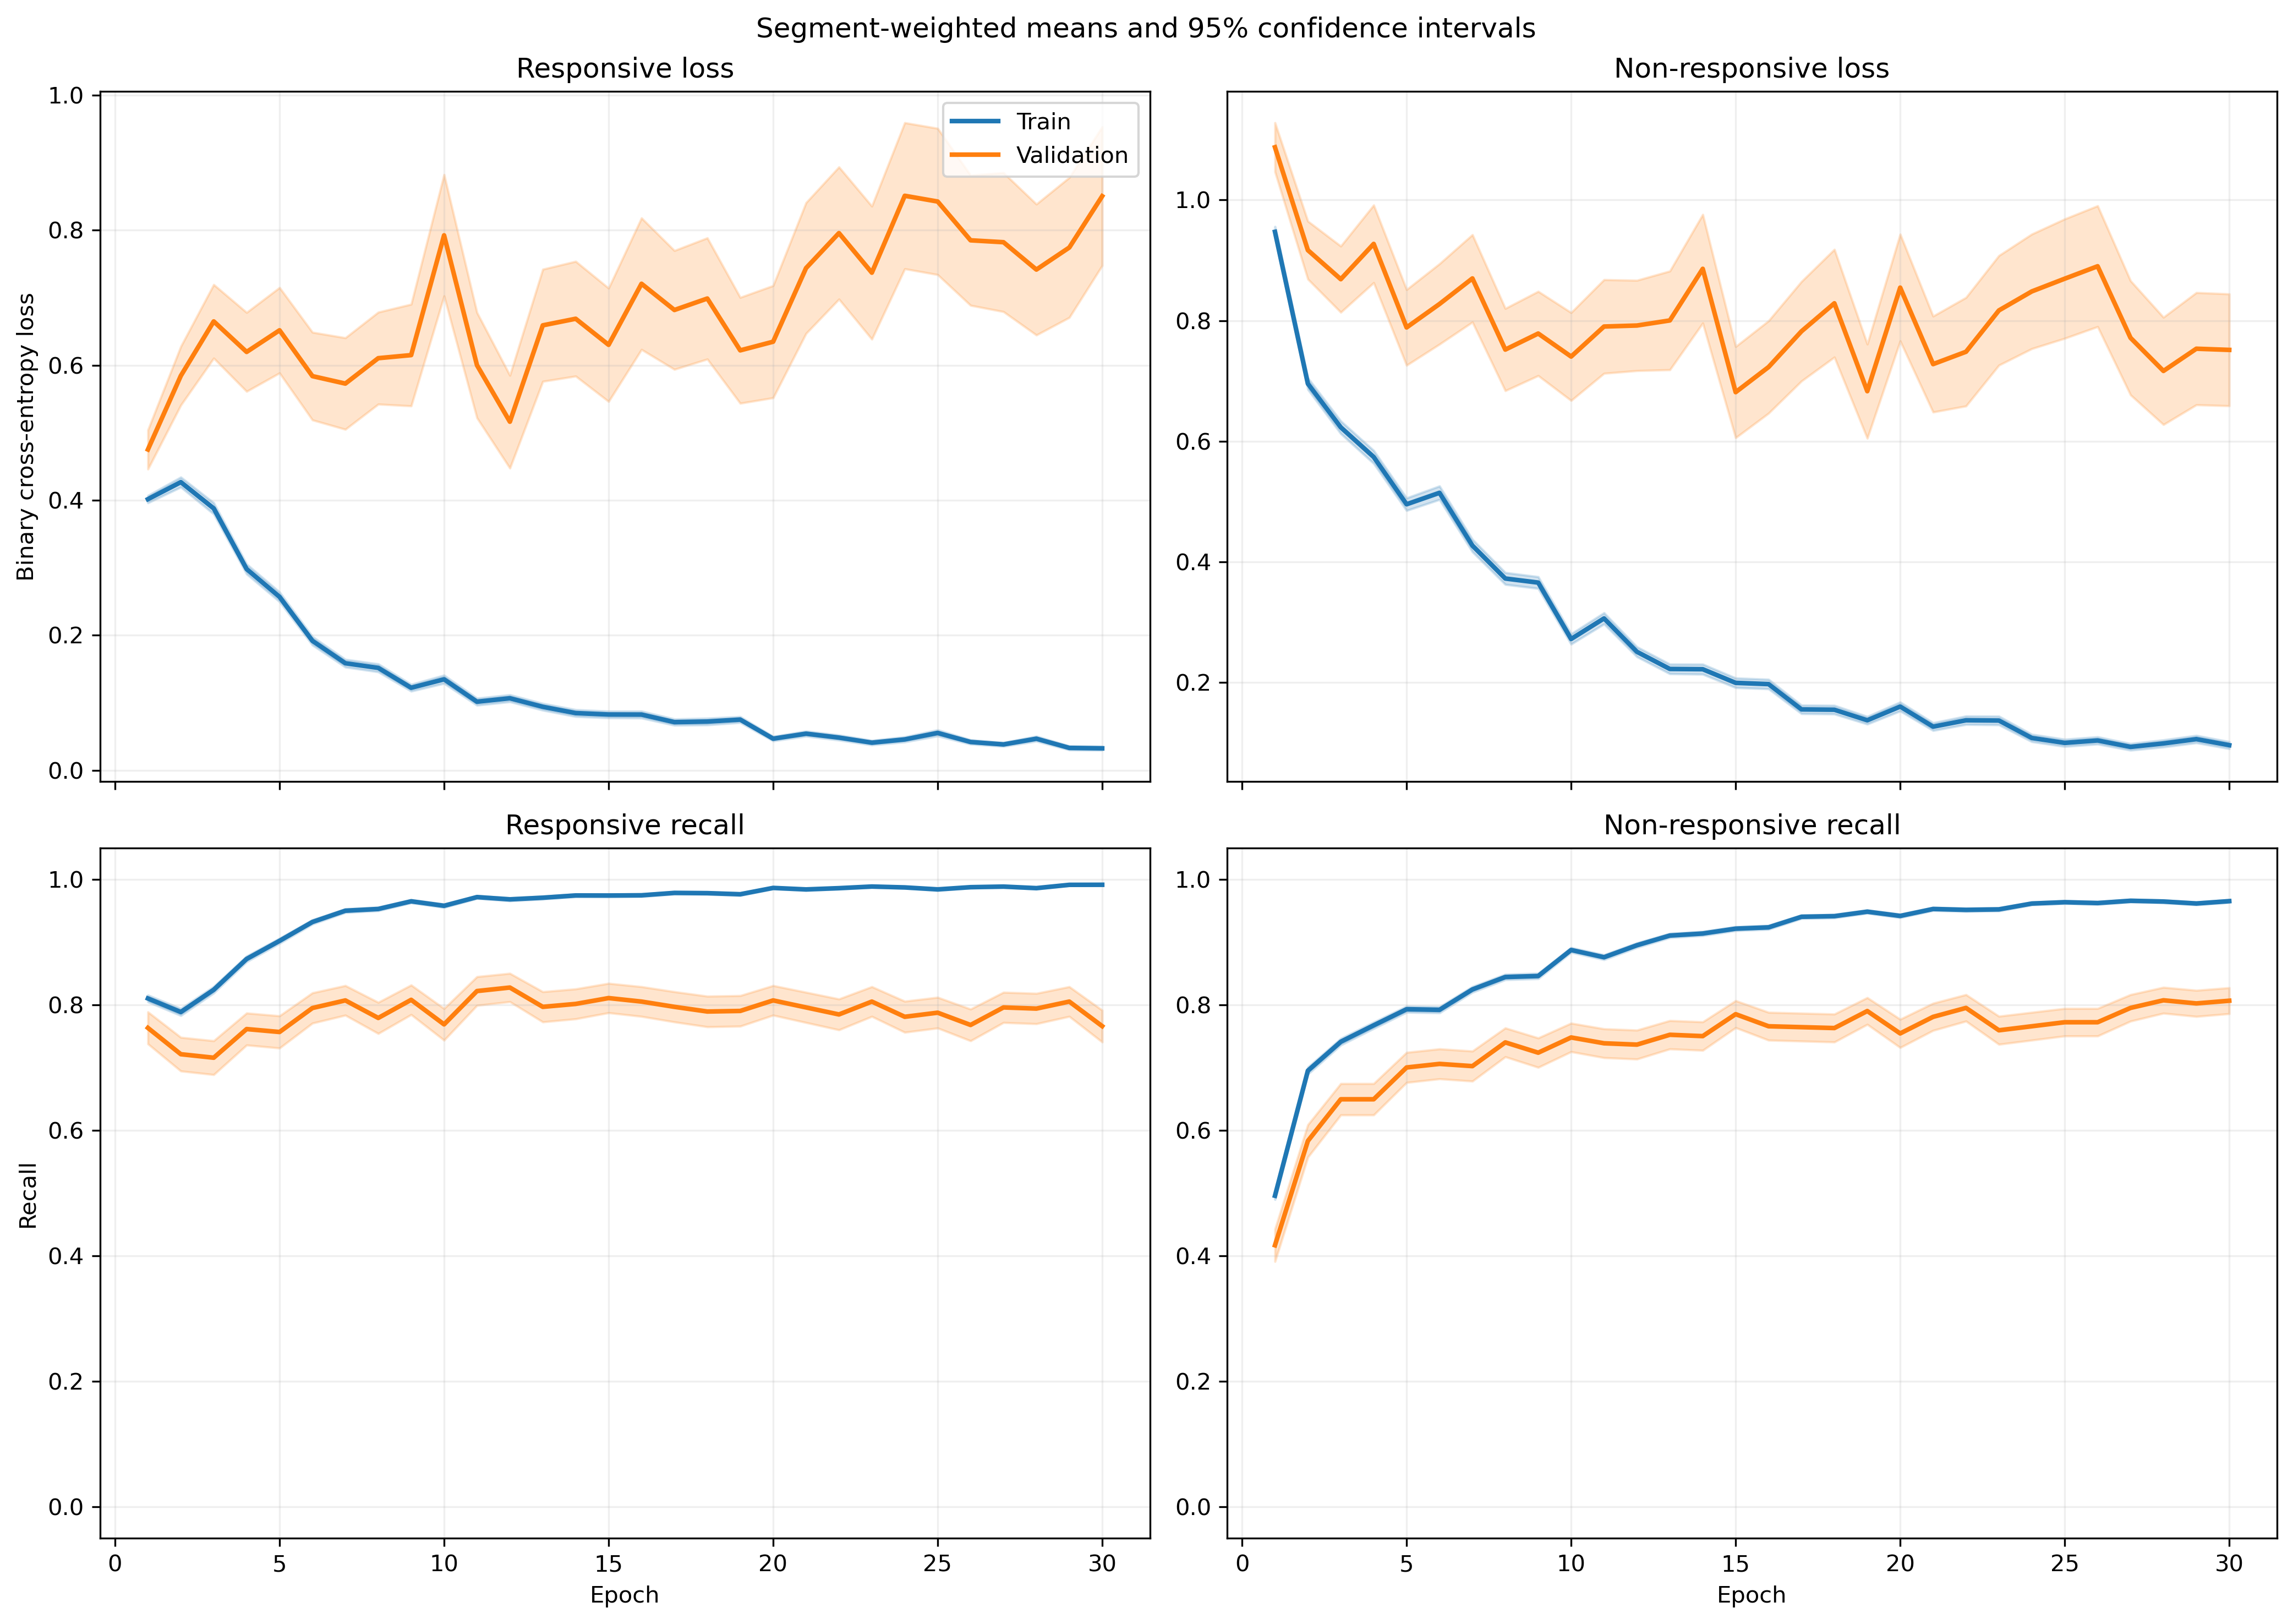 Segment-weighted means and 95% confidence intervals
Responsive loss
Non-responsive loss
Train
Validation
Binary cross-entropy loss
1.0
0.8
0.6
0.4
0.2
0.0
1.0
0.8
0.6
0.4
0.2
Responsive recall
Non-responsive recall
Recall
1.0
0.8
0.6
0.4
0.2
0.0
1.0
0.8
0.6
0.4
0.2
0.0
0 5 10 15 20 25 30
0 5 10 15 20 25 30
Epoch
Epoch